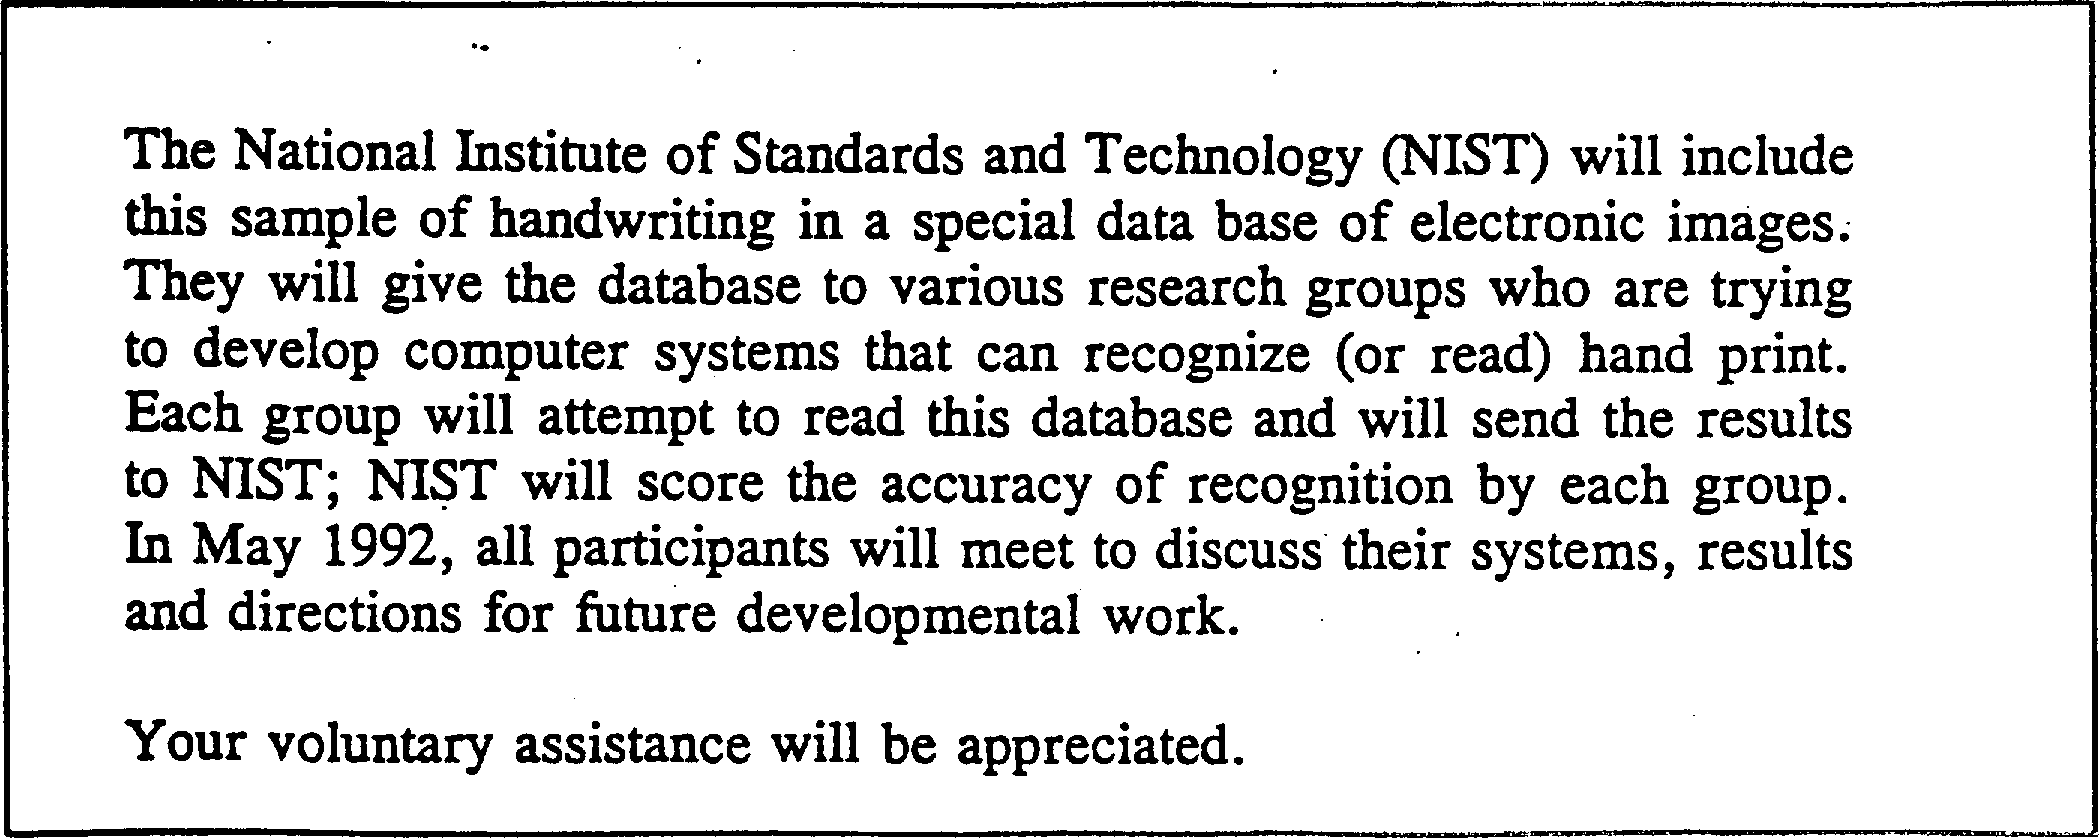 The National Institute of Standards and Technology (NIST) will include
this sample of handwriting in a special data base of electronic images.
They will give the database to various research groups who are trying
to develop computer systems that can recognize (or read) hand print.
Each group will attempt to read this database and will send the results
to NIST; NIST will score the accuracy of recognition by each group.
In May 1992, all participants will meet to discuss their systems, results
and directions for future developmental work.
Your voluntary assistance will be appreciated.